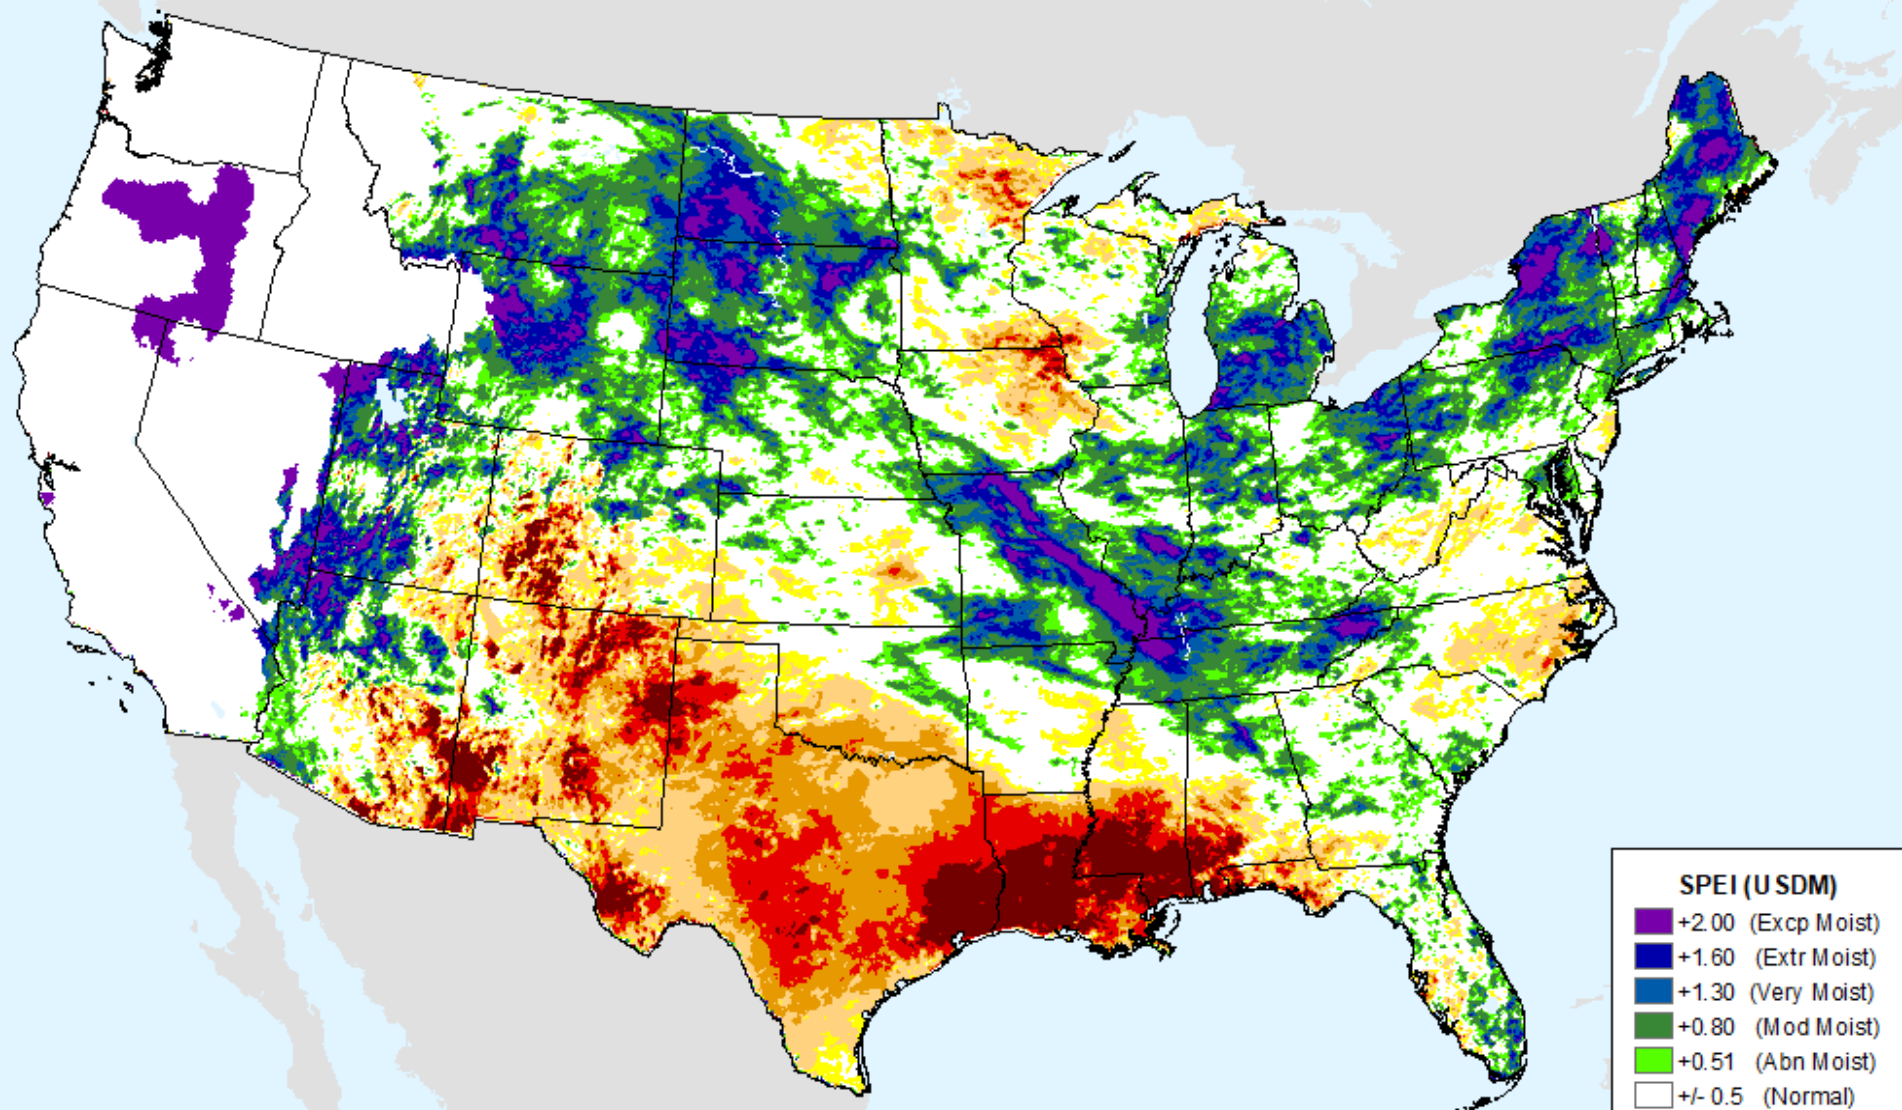 SPEI (USDM)
+2.00 (Excp Moist)
+1.60 (Extr Moist)
+1.30 (Very Moist)
+0.80 (Mod Moist)
+0.51 (Abn Moist)
+/- 0.5 (Normal)